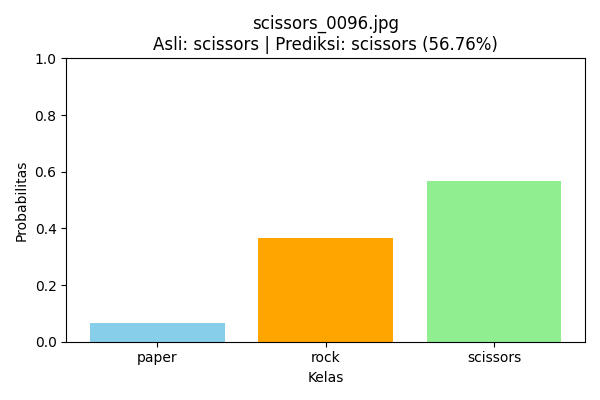 scissors_0096.jpg
Asli: scissors | Prediksi: scissors (56.76%)
1.0
0.8
0.6
0.4
0.2
0.0
Probabilitas
paper
rock
scissors
Kelas